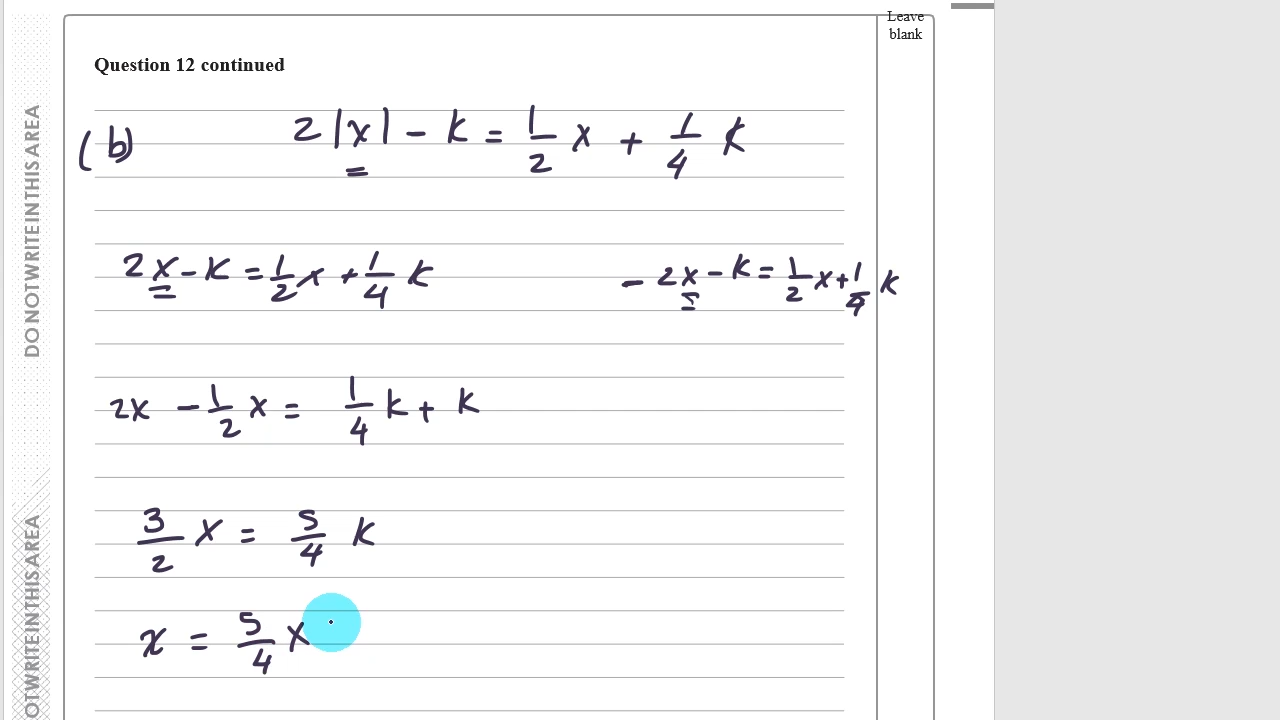 Leave
blank
Question 12 continued
(b) 2|x| - k = 1/2 x + 1/4 k
2x - k = 1/2 x + 1/4 k
- 2x - k = 1/2 x + 1/4 k
2x - 1/2 x = 1/4 k + k
3/2 x = 5/4 k
x = 5/4 x
DO NOT WRITE IN THIS AREA
OT WRITE IN THIS AREA